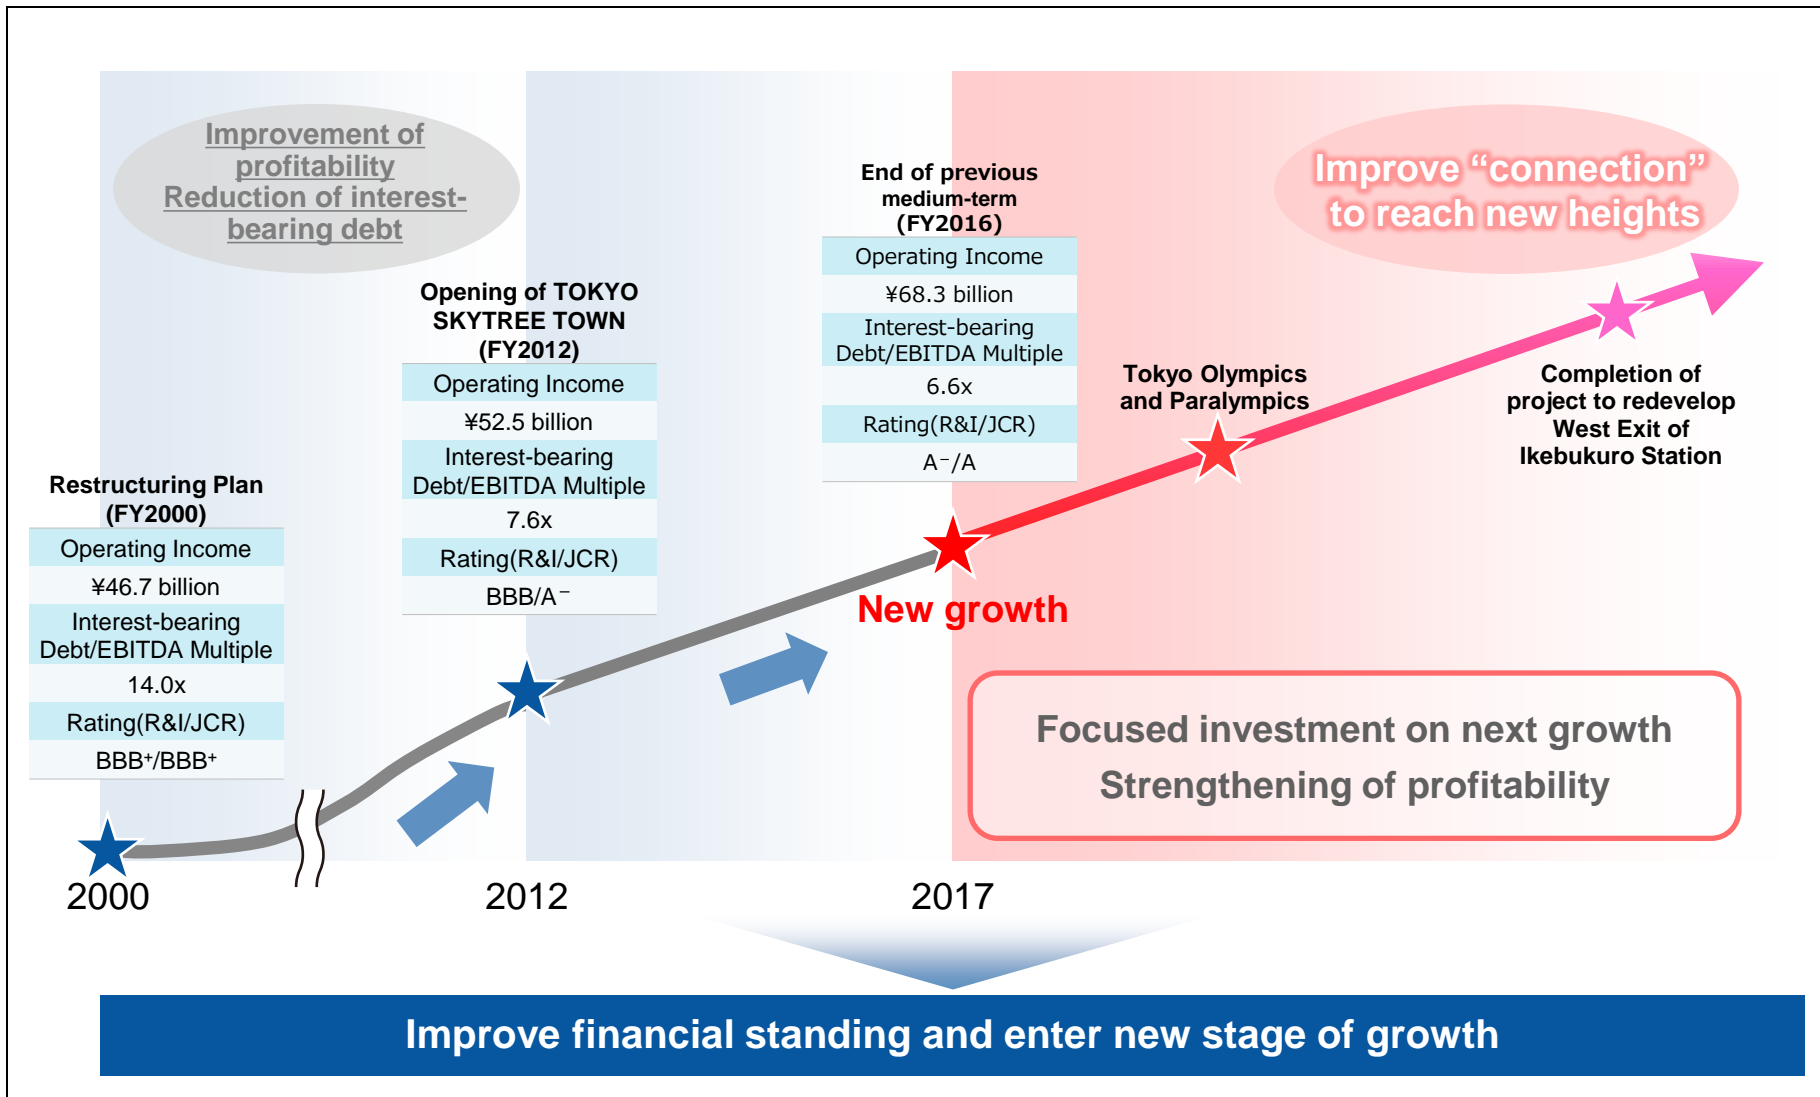 Improvement of
profitability
Reduction of interest-
bearing debt
Restructuring Plan
(FY2000)
Operating Income
¥46.7 billion
Interest-bearing
Debt/EBITDA Multiple
14.0x
Rating(R&I/JCR)
BBB⁺/BBB⁺
Opening of TOKYO
SKYTREE TOWN
(FY2012)
Operating Income
¥52.5 billion
Interest-bearing
Debt/EBITDA Multiple
7.6x
Rating(R&I/JCR)
BBB/A⁻
End of previous
medium-term
(FY2016)
Operating Income
¥68.3 billion
Interest-bearing
Debt/EBITDA Multiple
6.6x
Rating(R&I/JCR)
A⁻/A
Improve “connection”
to reach new heights
Tokyo Olympics
and Paralympics
Completion of
project to redevelop
West Exit of
Ikebukuro Station
New growth
Focused investment on next growth
Strengthening of profitability
2000
2012
2017
Improve financial standing and enter new stage of growth